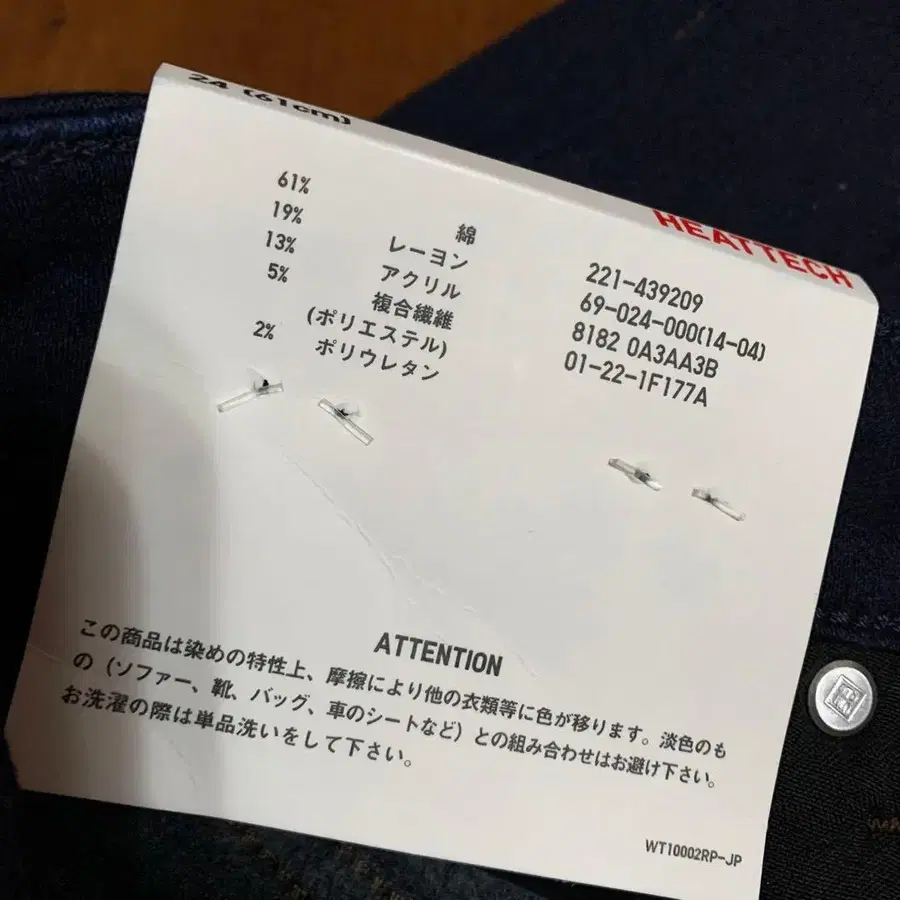 24 (61cm)
HEATTECH
61%
綿
19%
レーヨン
13%
アクリル
5%
複合繊維
(ポリエステル)
2%
ポリウレタン
221-439209
69-024-000(14-04)
8182 0A3AA3B
01-22-1F177A
ATTENTION
この商品は染めの特性上、摩擦により他の衣類等に色が移ります。淡色のも
の(ソファー、靴、バッグ、車のシートなど)との組み合わせはお避け下さい。
お洗濯の際は単品洗いをして下さい。
WT10002RP-JP